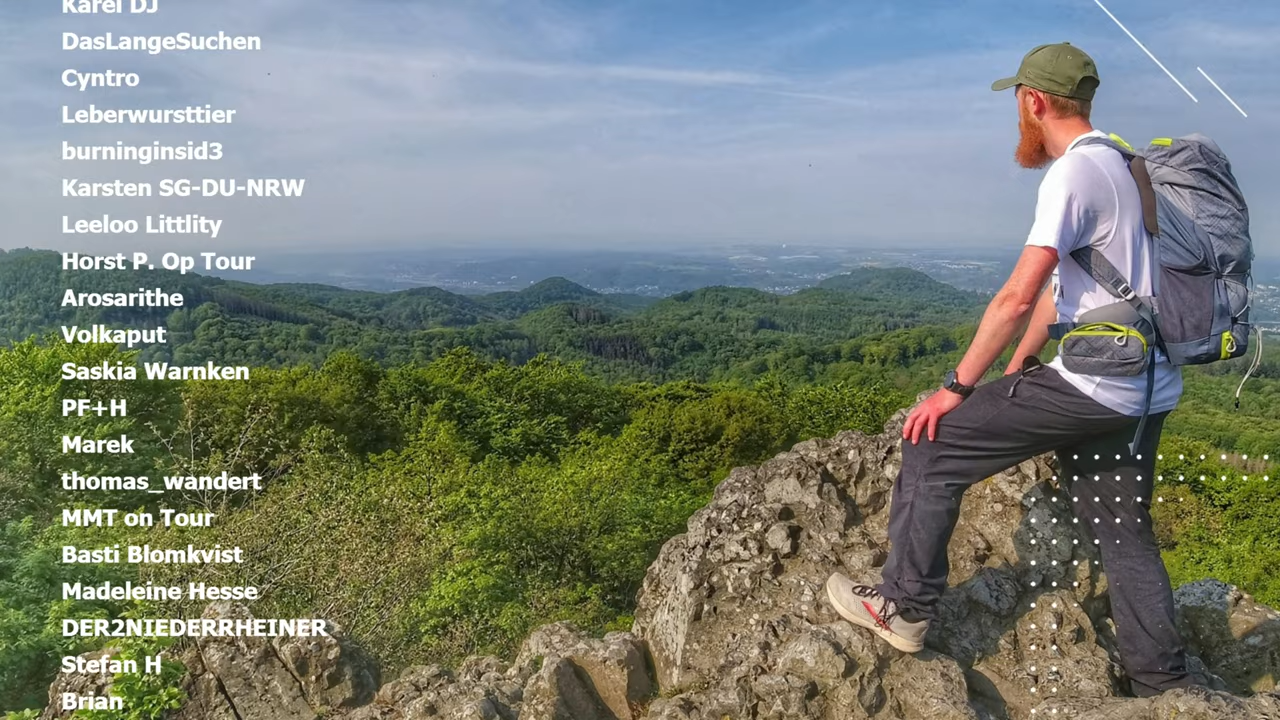 Karel DJ
DasLangeSuchen
Cyntro
Leberwursttier
burninginsid3
Karsten SG-DU-NRW
Leeloo Littlity
Horst P. Op Tour
Arosarithe
Volkaput
Saskia Warnken
PF+H
Marek
thomas_wandert
MMT on Tour
Basti Blomkvist
Madeleine Hesse
DER2NIEDERRHEINER
Stefan H
Brian